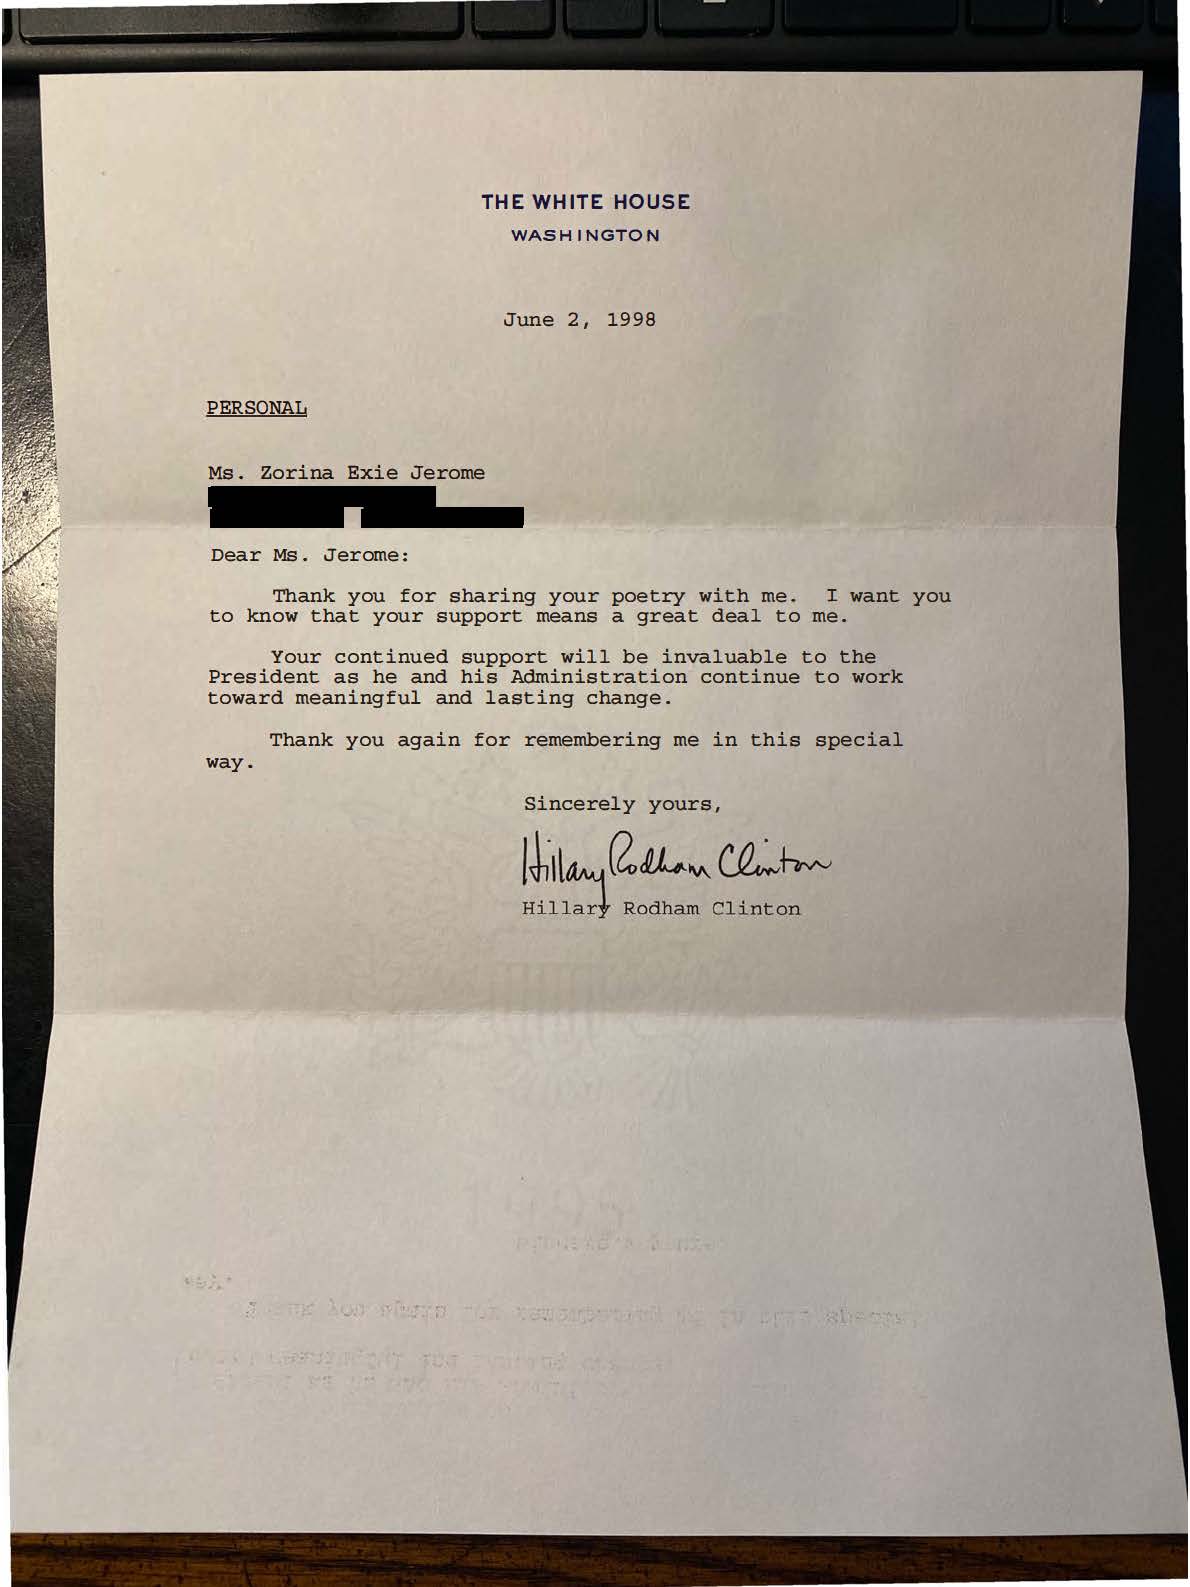 THE WHITE HOUSE
WASHINGTON
June 2, 1998
PERSONAL
Ms. Zorina Exie Jerome
Dear Ms. Jerome:
Thank you for sharing your poetry with me. I want you
to know that your support means a great deal to me.
Your continued support will be invaluable to the
President as he and his Administration continue to work
toward meaningful and lasting change.
Thank you again for remembering me in this special
way.
Sincerely yours,
Hillary Rodham Clinton
Hillary Rodham Clinton